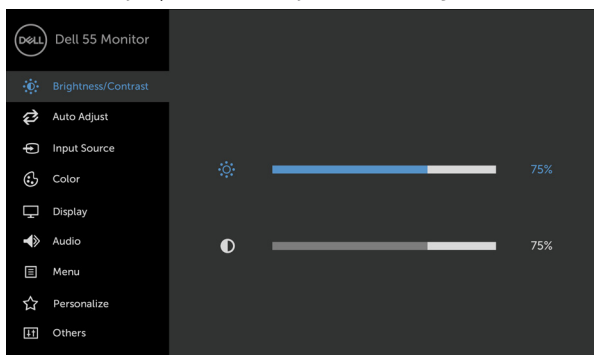 DELL
Dell 55 Monitor
Brightness/Contrast
Auto Adjust
Input Source
Color
Display
Audio
Menu
Personalize
Others
75%
75%